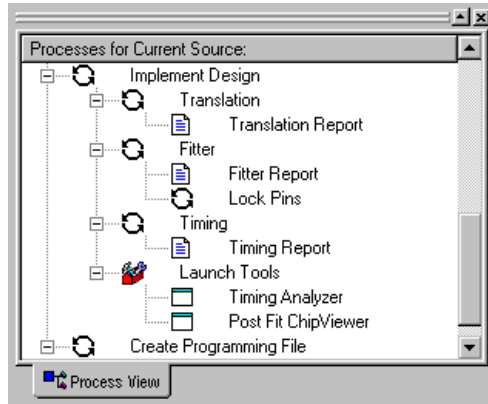 Processes for Current Source:
Implement Design
Translation
Translation Report
Fitter
Fitter Report
Lock Pins
Timing
Timing Report
Launch Tools
Timing Analyzer
Post Fit ChipViewer
Create Programming File
Process View